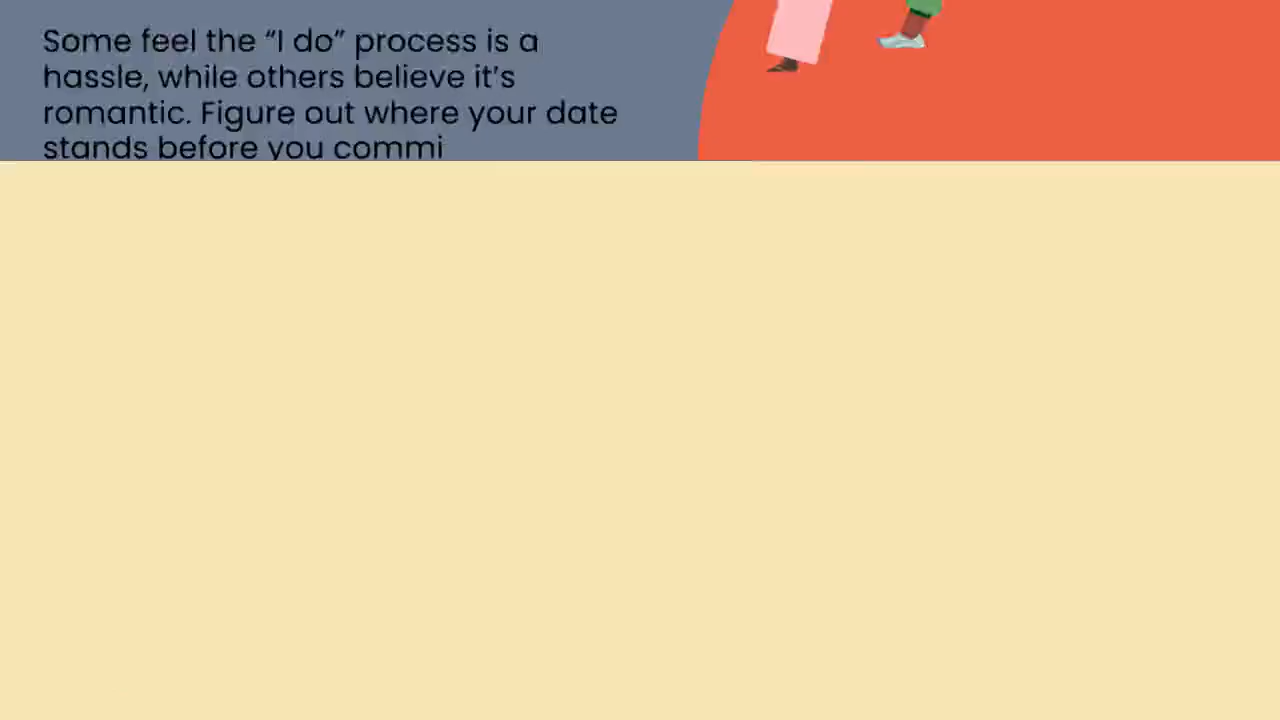 Some feel the “I do” process is a
hassle, while others believe it’s
romantic. Figure out where your date
stands before you commi